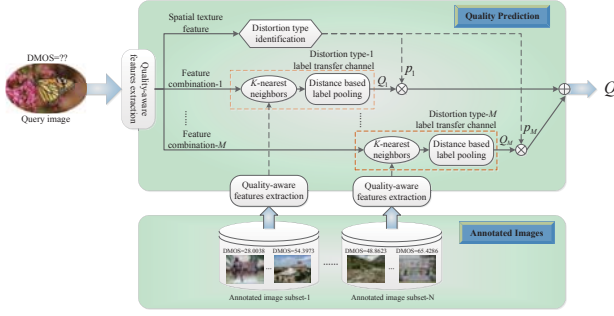 Quality Prediction
Spatial texture
feature
Distortion type
identification
DMOS=??
Query image
Quality-aware
features extraction
Distortion type-1
label transfer channel
p1
Feature
combination-1
K-nearest
neighbors
Distance based
label pooling
Q1
Q
......
Distortion type-M
label transfer channel
Feature
combination-M
K-nearest
neighbors
Distance based
label pooling
QM
pM
Quality-aware
features extraction
Quality-aware
features extraction
Annotated Images
DMOS=28.0038 DMOS=54.3973 DMOS=48.8623 DMOS=65.4286
... ...... ...
Annotated image subset-1 Annotated image subset-N